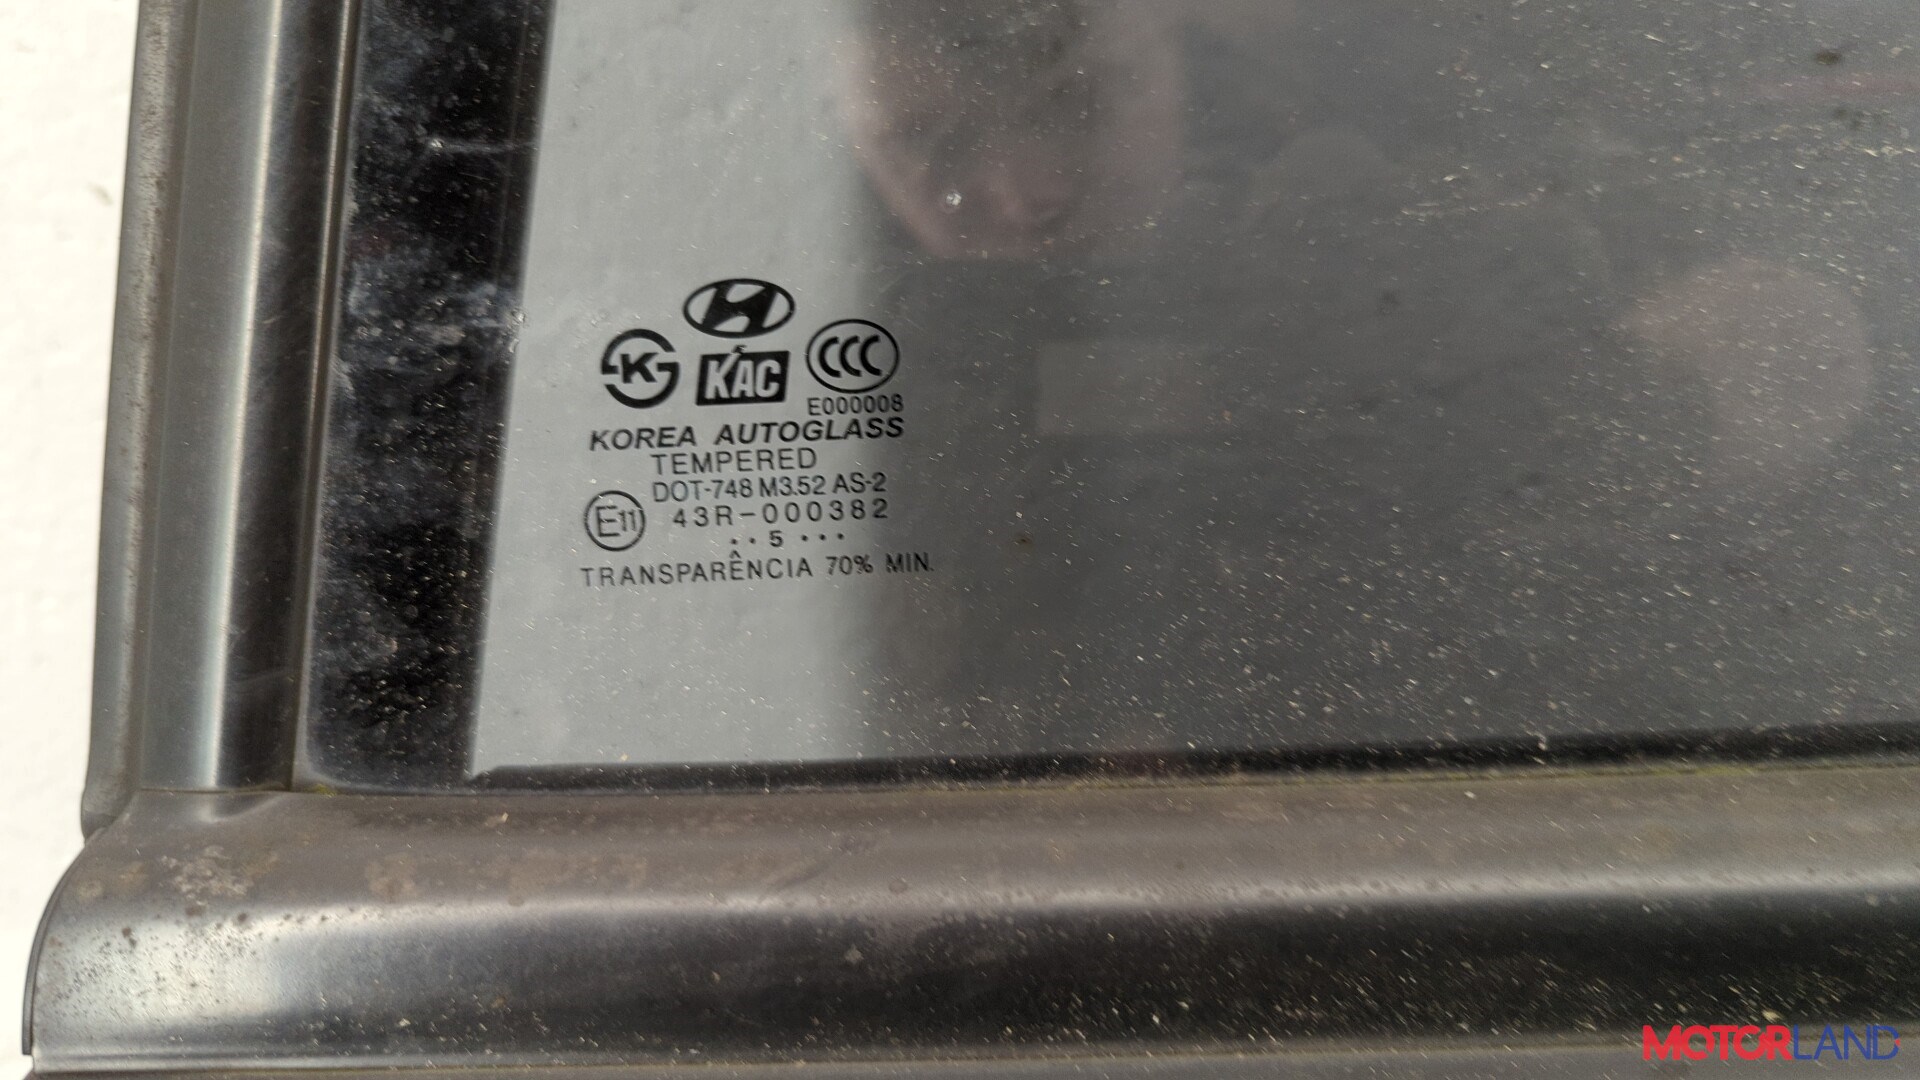 KAC
CCC
E000008
KOREA AUTOGLASS
TEMPERED
DOT-748 M3.52 AS-2
E11 43R-000382
• • 5 • • •
TRANSPARÊNCIA 70% MIN.
MOTORLAND